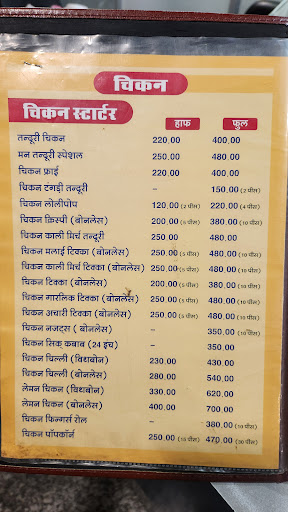 चिकन
चिकन स्टार्टर हाफ फुल
तन्दूरी चिकन 220.00 400.00
मन तन्दूरी स्पेशल 250.00 480.00
चिकन फ्राई 220.00 400.00
चिकन टंगड़ी तन्दूरी – 150.00 (2 पीस)
चिकन लोलीपोप 120.00 (2 पीस) 220.00 (4 पीस)
चिकन क्रिस्पी (बोनलेस) 200.00 (5 पीस) 380.00 (10 पीस)
चिकन काली मिर्च तन्दूरी 250.00 480.00
चिकन मलाई टिक्का (बोनलेस) 250.00 (5 पीस) 480.00 (10 पीस)
चिकन काली मिर्च टिक्का (बोनलेस) 250.00 (5 पीस) 480.00 (10 पीस)
चिकन टिक्का (बोनलेस) 200.00 (5 पीस) 380.00 (10 पीस)
चिकन गारलिक टिक्का (बोनलेस) 250.00 (5 पीस) 480.00 (10 पीस)
चिकन अचारी टिक्का (बोनलेस) 250.00 (5 पीस) 480.00 (10 पीस)
चिकन नजट्स (बोनलेस) – 350.00 (10 पीस)
चिकन सिक् कबाब (24 इंच) – 350.00
चिकन चिल्ली (विथबोन) 230.00 430.00
चिकन चिल्ली (बोनलेस) 280.00 540.00
लेमन चिकन (विथबोन) 330.00 620.00
लेमन चिकन (बोनलेस) 400.00 700.00
चिकन फिन्गर्स रोल – 380.00 (10 पीस)
चिकन पॉपकॉर्न 250.00 (15 पीस) 470.00 (30 पीस)